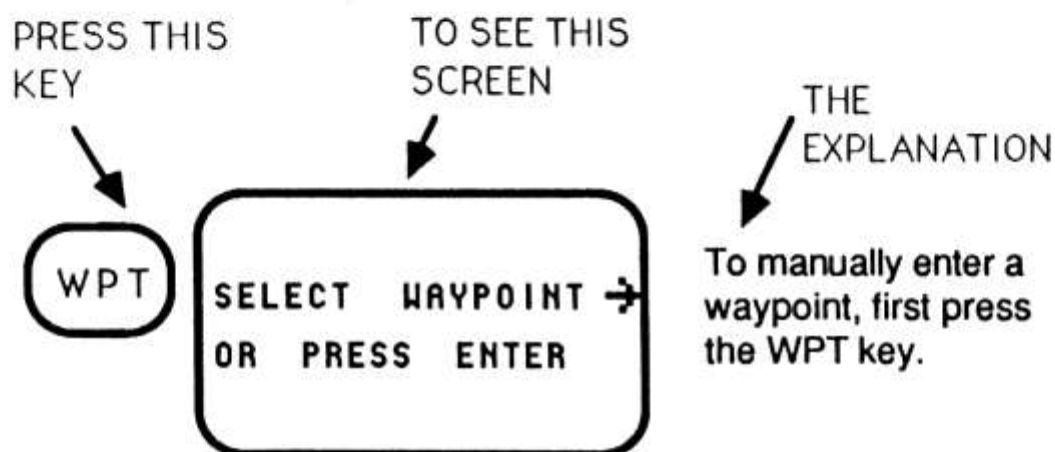 PRESS THIS
KEY
TO SEE THIS
SCREEN
THE
EXPLANATION
WPT
SELECT WAYPOINT →
OR PRESS ENTER
To manually enter a
waypoint, first press
the WPT key.